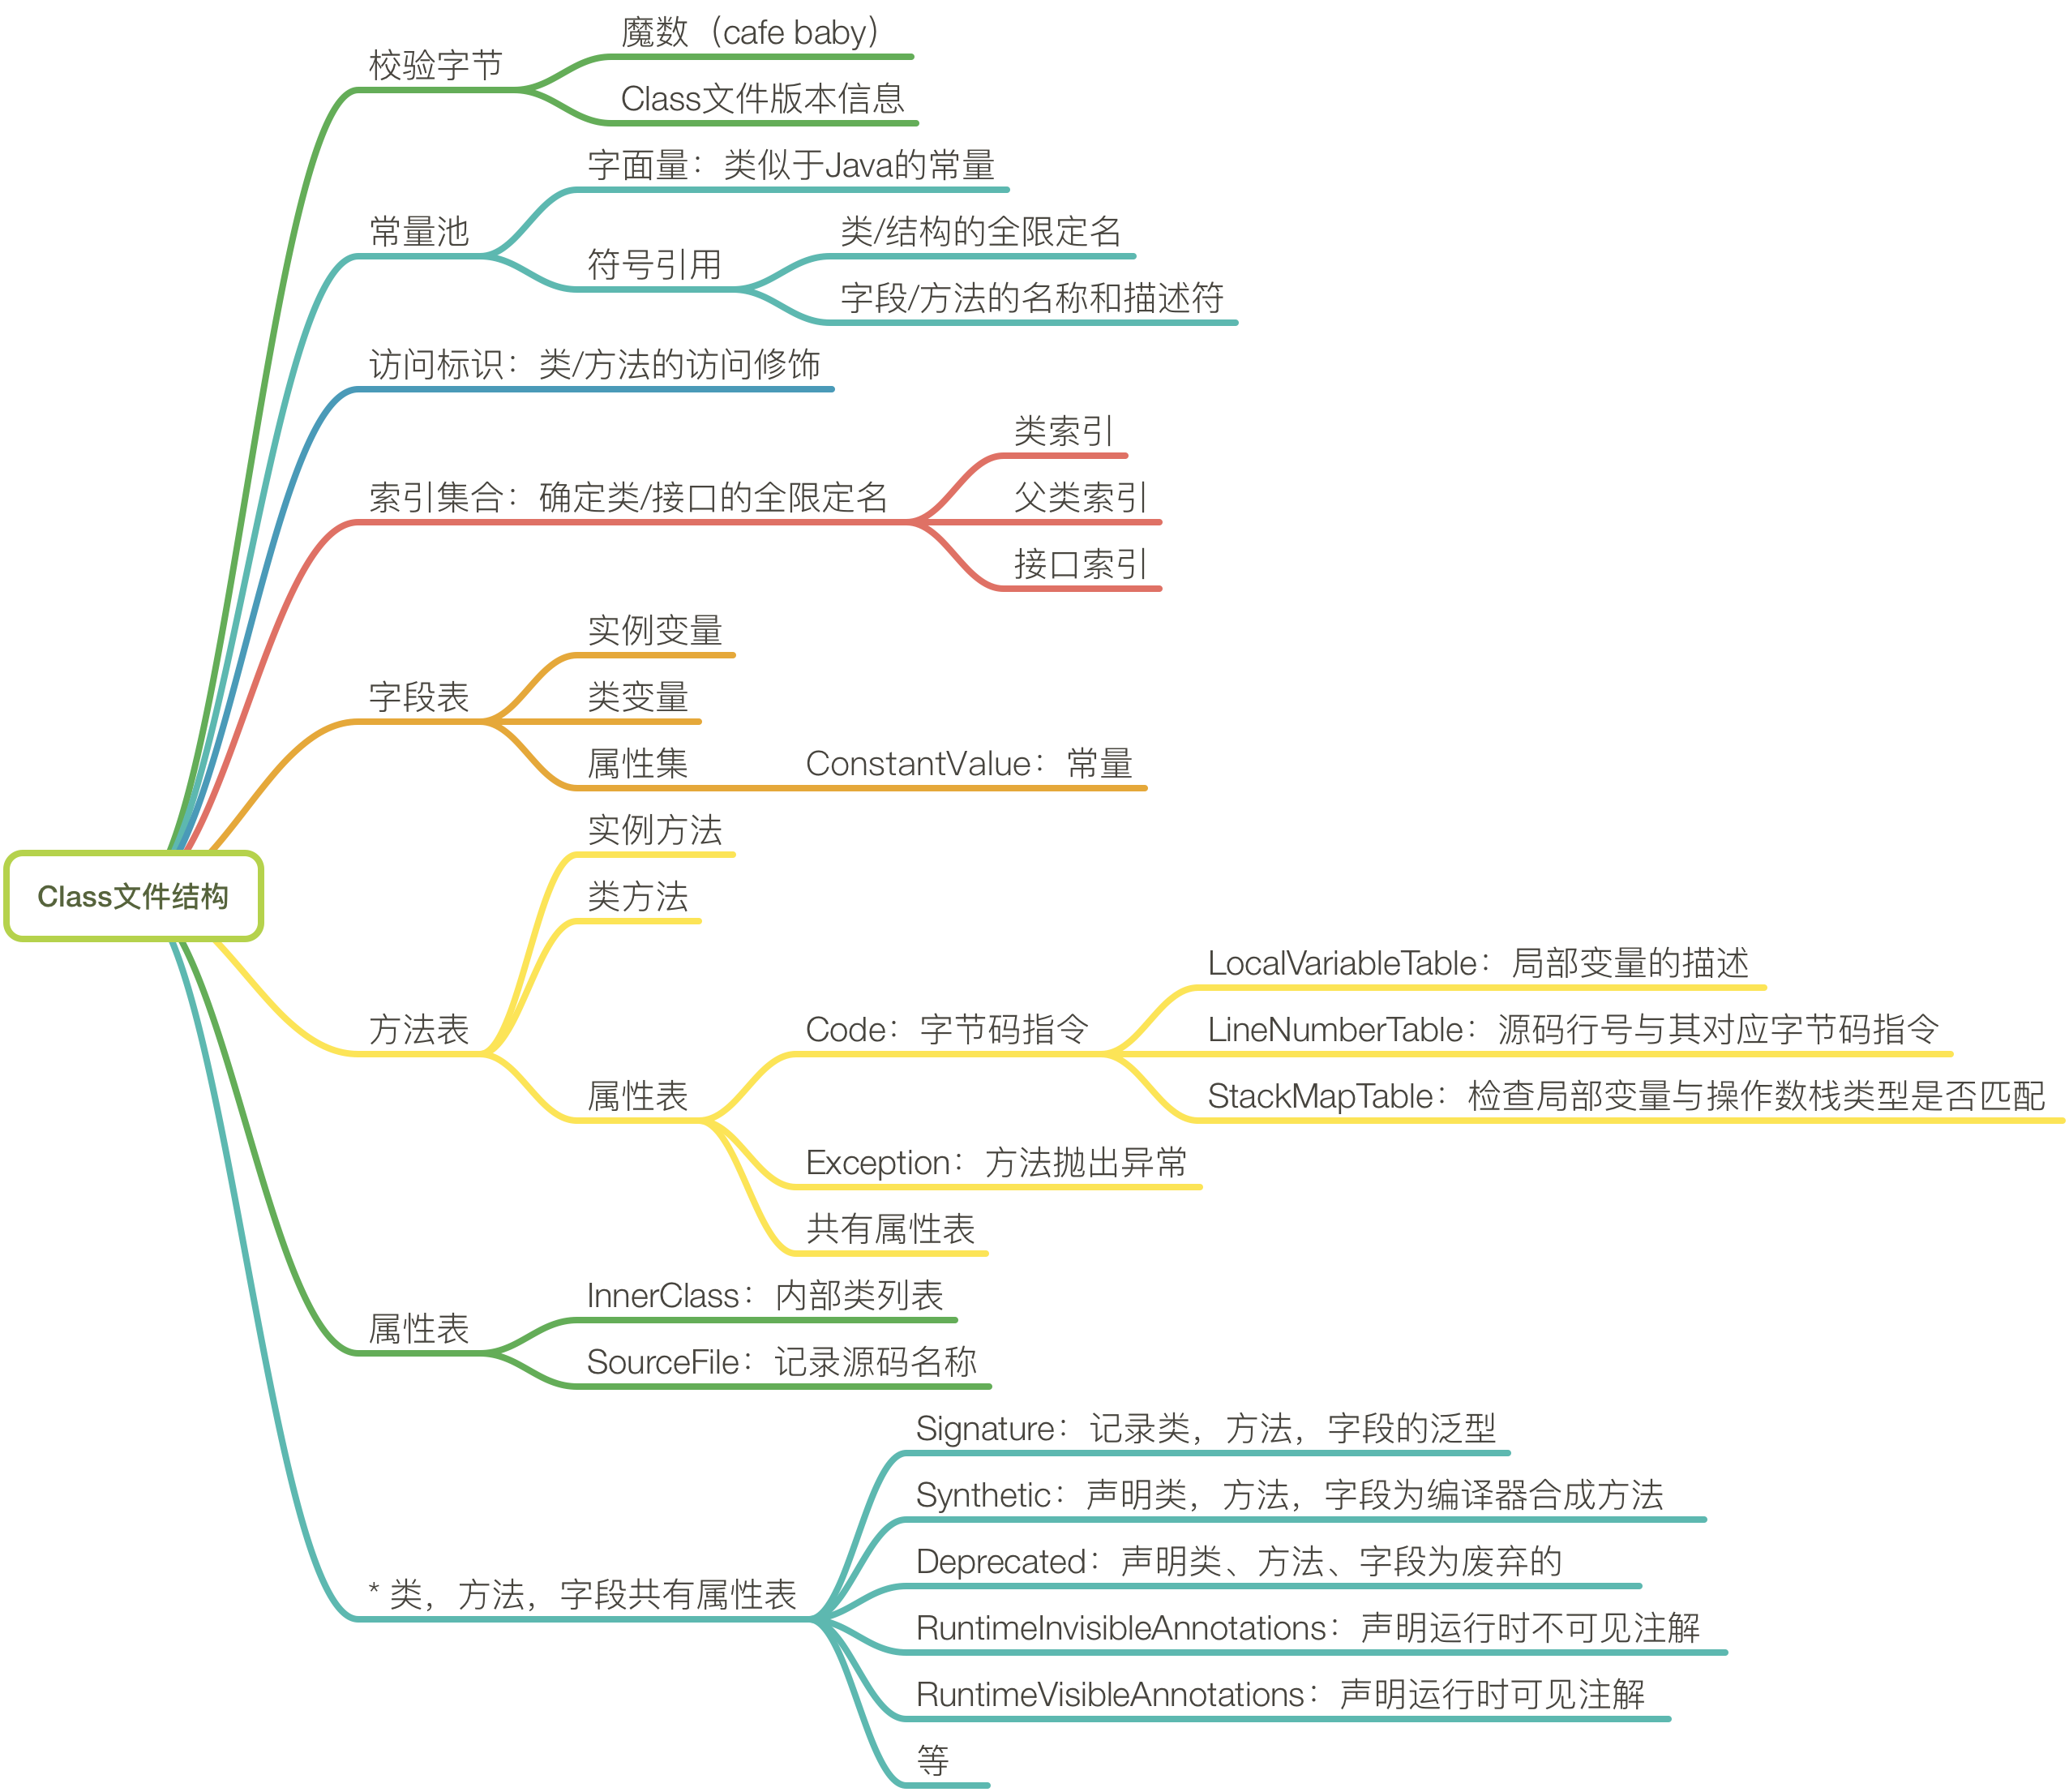 魔数（cafe baby）
校验字节
Class文件版本信息
字面量：类似于Java的常量
常量池
类/结构的全限定名
符号引用
字段/方法的名称和描述符
访问标识：类/方法的访问修饰
类索引
索引集合：确定类/接口的全限定名
父类索引
接口索引
实例变量
字段表
类变量
属性集
ConstantValue：常量
实例方法
Class文件结构
类方法
LocalVariableTable：局部变量的描述
方法表
Code：字节码指令
LineNumberTable：源码行号与其对应字节码指令
属性表
StackMapTable：检查局部变量与操作数栈类型是否匹配
Exception：方法抛出异常
共有属性表
InnerClass：内部类列表
属性表
SourceFile：记录源码名称
Signature：记录类，方法，字段的泛型
Synthetic：声明类，方法，字段为编译器合成方法
Deprecated：声明类、方法、字段为废弃的
* 类，方法，字段共有属性表
RuntimeInvisibleAnnotations：声明运行时不可见注解
RuntimeVisibleAnnotations：声明运行时可见注解
等